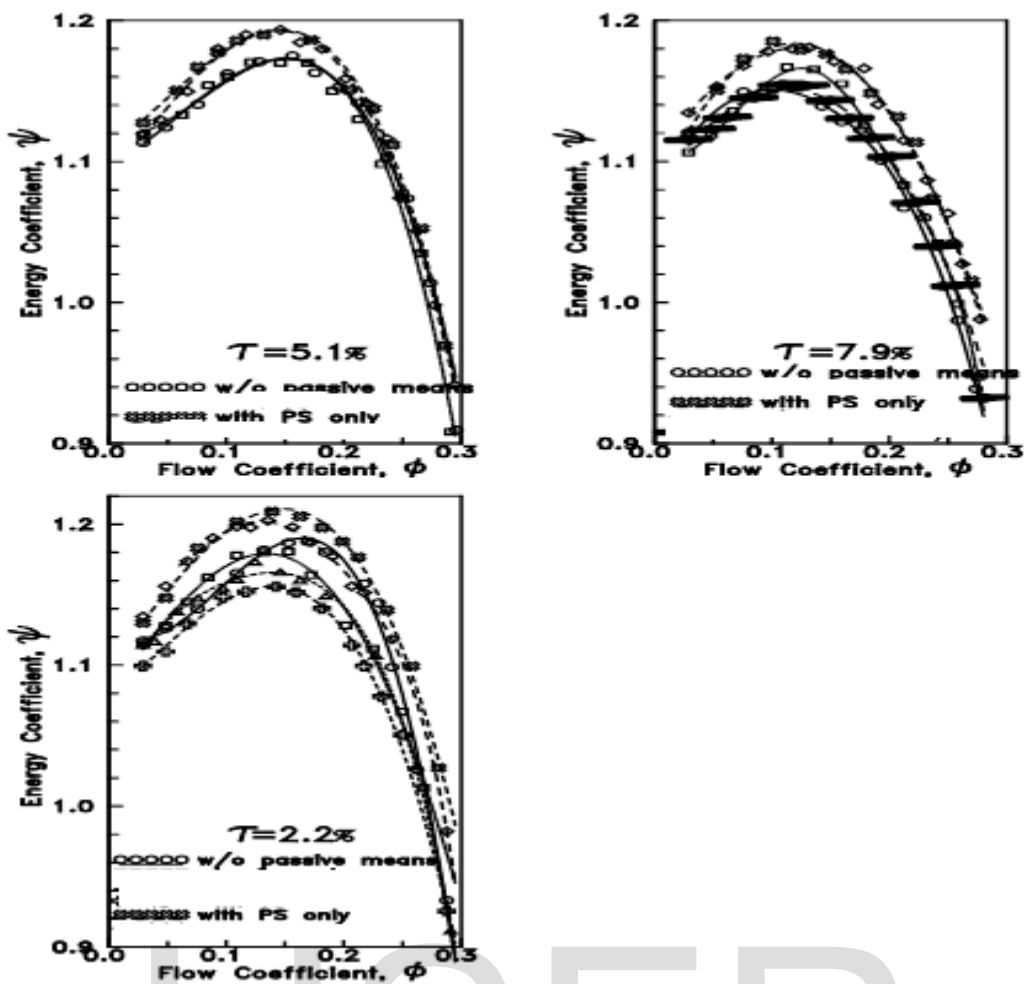 1.2
1.1
1.0
0.9
Energy Coefficient, ψ
τ=5.1%
ooooo w/o passive means
with PS only
0.0 0.1 0.2 0.3
Flow Coefficient, φ
1.2
1.1
1.0
0.9
Energy Coefficient, ψ
τ=7.9%
ooooo w/o passive means
with PS only
0.0 0.1 0.2 0.3
Flow Coefficient, φ
1.2
1.1
1.0
0.9
Energy Coefficient, ψ
τ=2.2%
ooooo w/o passive means
with PS only
0.0 0.1 0.2 0.3
Flow Coefficient, φ